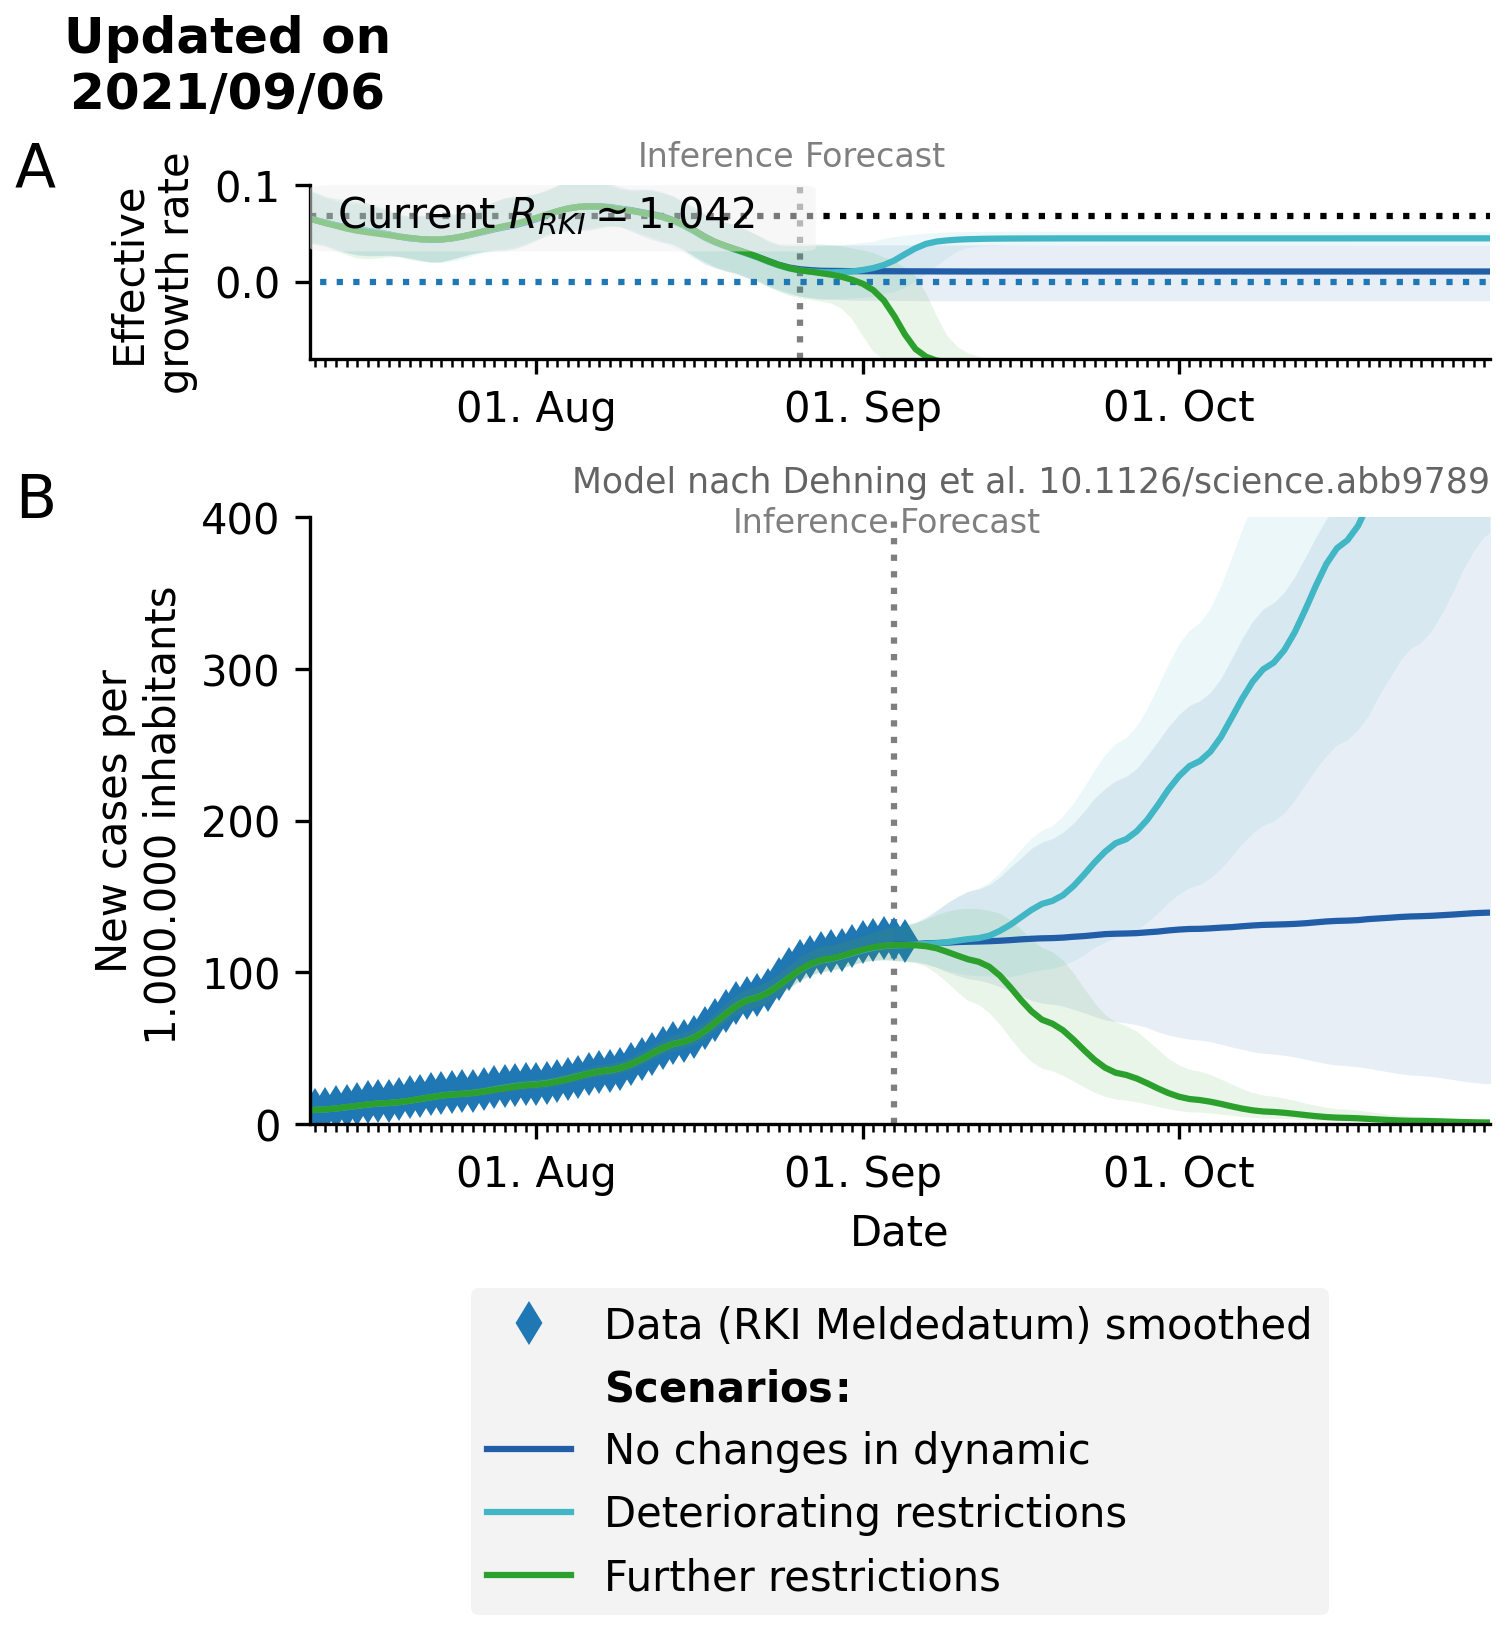 Updated on
2021/09/06
A
Effective
growth rate
Inference Forecast
0.1
0.0
Current R_RKI ≃ 1.042
01. Aug
01. Sep
01. Oct
B
Model nach Dehning et al. 10.1126/science.abb9789
Inference Forecast
New cases per
1.000.000 inhabitants
400
300
200
100
0
01. Aug
01. Sep
01. Oct
Date
Data (RKI Meldedatum) smoothed
Scenarios:
No changes in dynamic
Deteriorating restrictions
Further restrictions